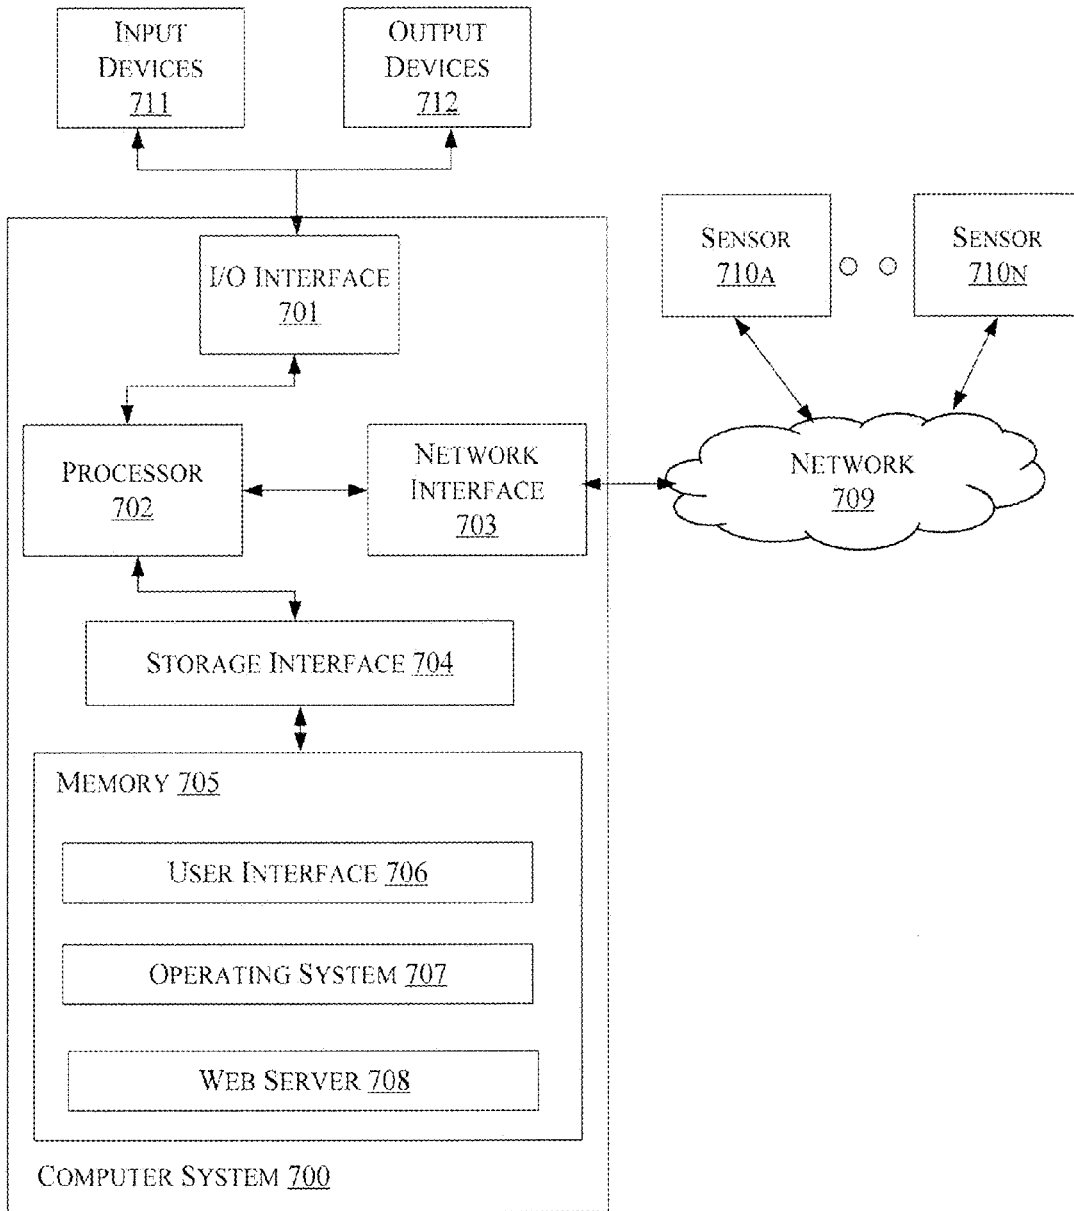 INPUT
DEVICES
711
OUTPUT
DEVICES
712
I/O INTERFACE
701
SENSOR
710A
SENSOR
710N
PROCESSOR
702
NETWORK
INTERFACE
703
NETWORK
709
STORAGE INTERFACE 704
MEMORY 705
USER INTERFACE 706
OPERATING SYSTEM 707
WEB SERVER 708
COMPUTER SYSTEM 700